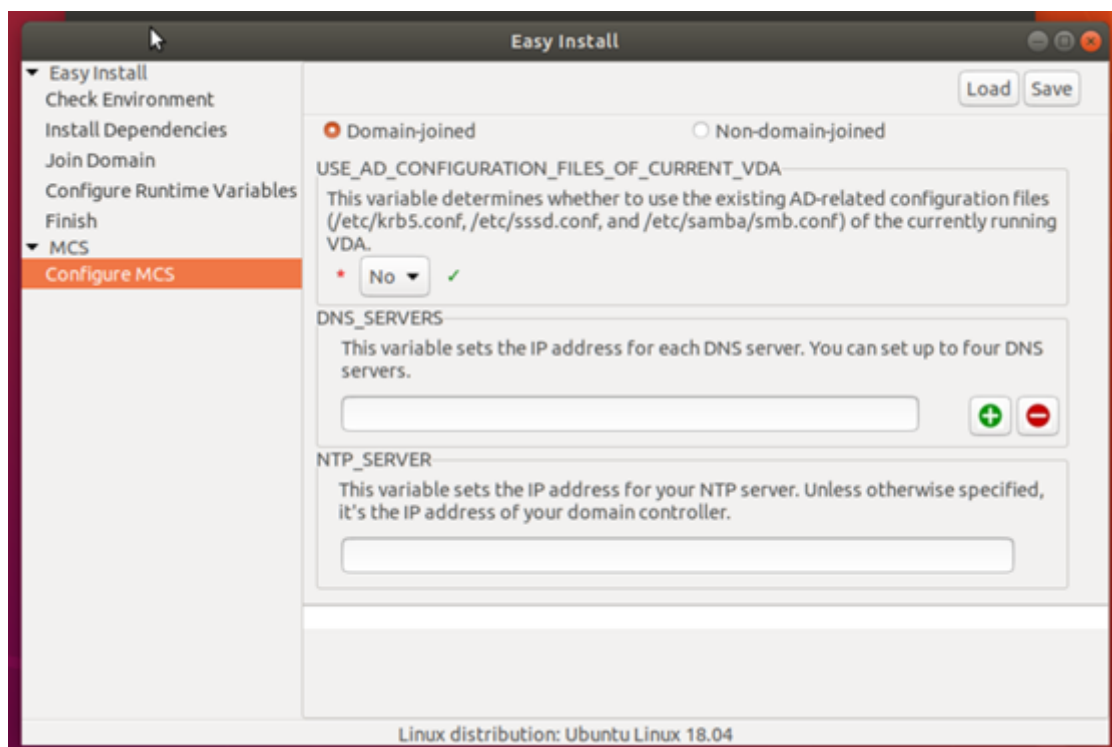 Easy Install
Easy Install
Check Environment
Install Dependencies
Join Domain
Configure Runtime Variables
Finish
MCS
Configure MCS
Load Save
Domain-joined Non-domain-joined
USE_AD_CONFIGURATION_FILES_OF_CURRENT_VDA
This variable determines whether to use the existing AD-related configuration files
(/etc/krb5.conf, /etc/sssd.conf, and /etc/samba/smb.conf) of the currently running
VDA.
* No ✓
DNS_SERVERS
This variable sets the IP address for each DNS server. You can set up to four DNS
servers.
NTP_SERVER
This variable sets the IP address for your NTP server. Unless otherwise specified,
it's the IP address of your domain controller.
Linux distribution: Ubuntu Linux 18.04